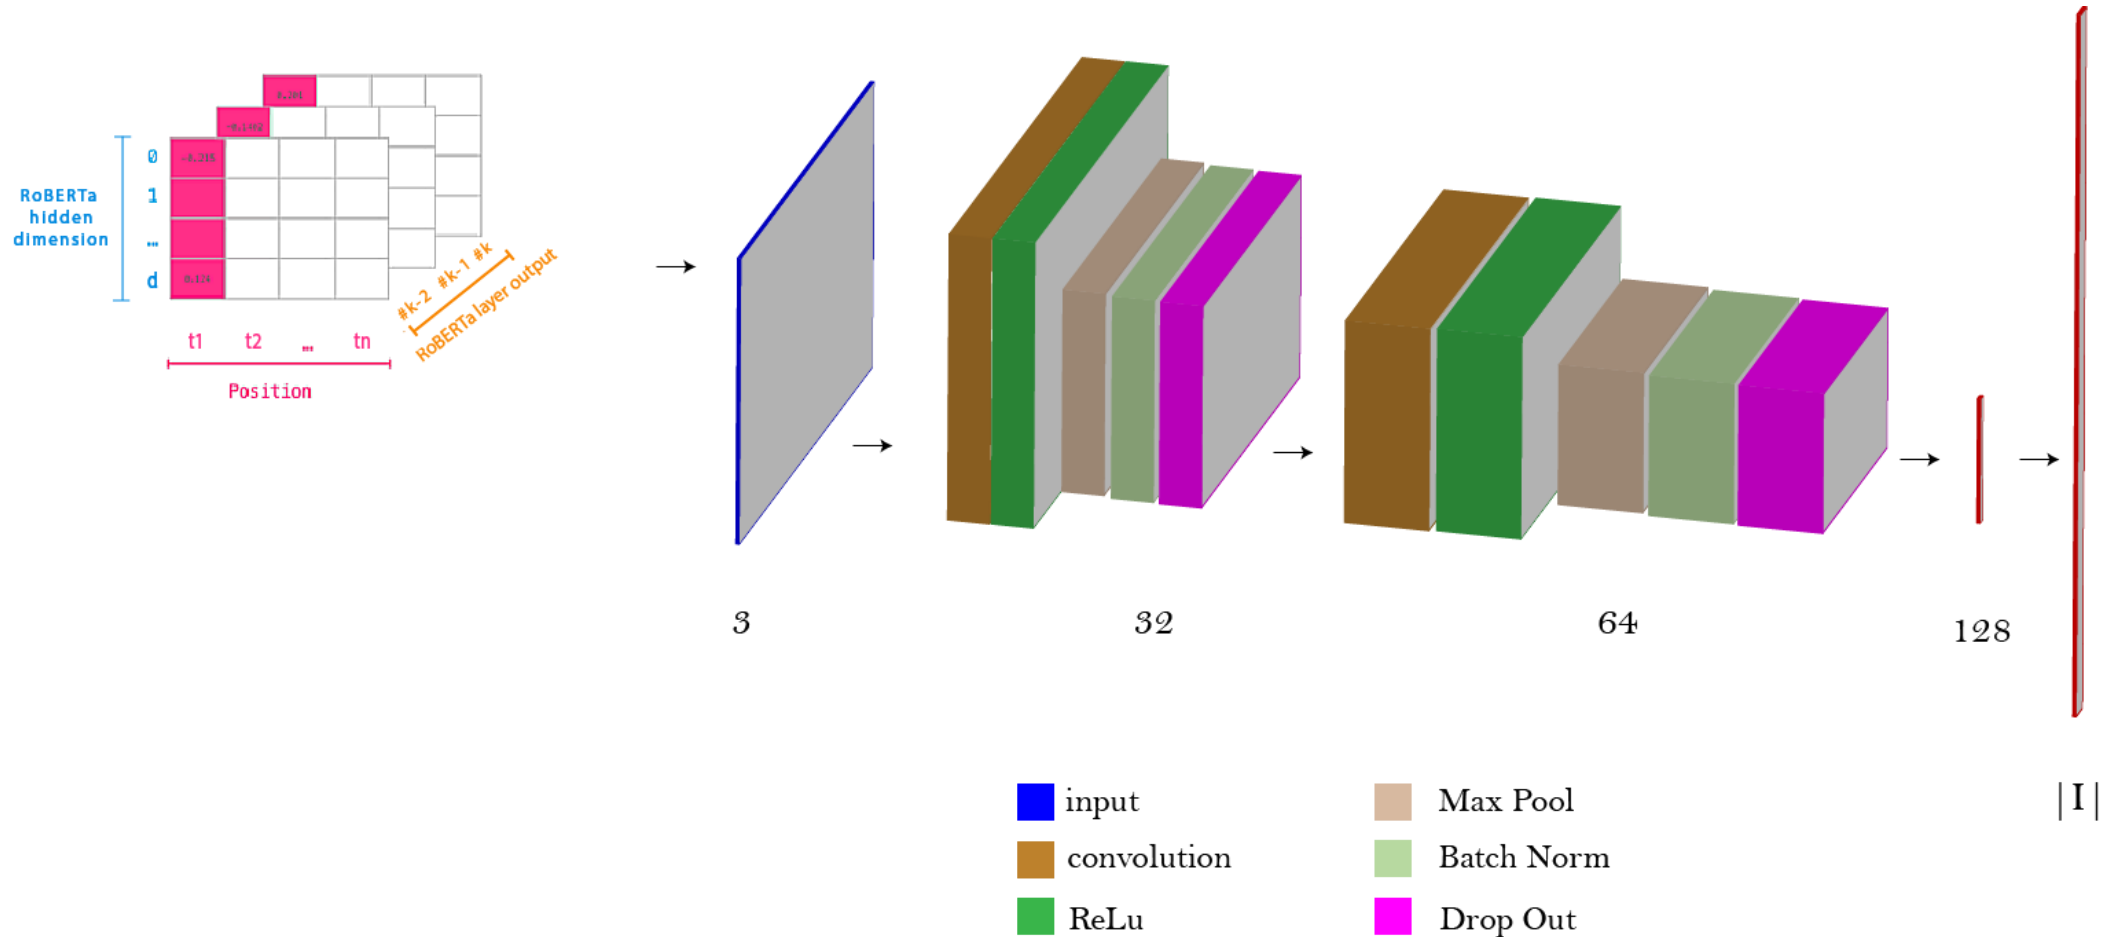 0
1
...
d
RoBERTa
hidden
dimension
t1 t2 ... tn
Position
#k-2 #k-1 #k
RoBERTa layer output
3
32
64
128
|I|
input
convolution
ReLu
Max Pool
Batch Norm
Drop Out